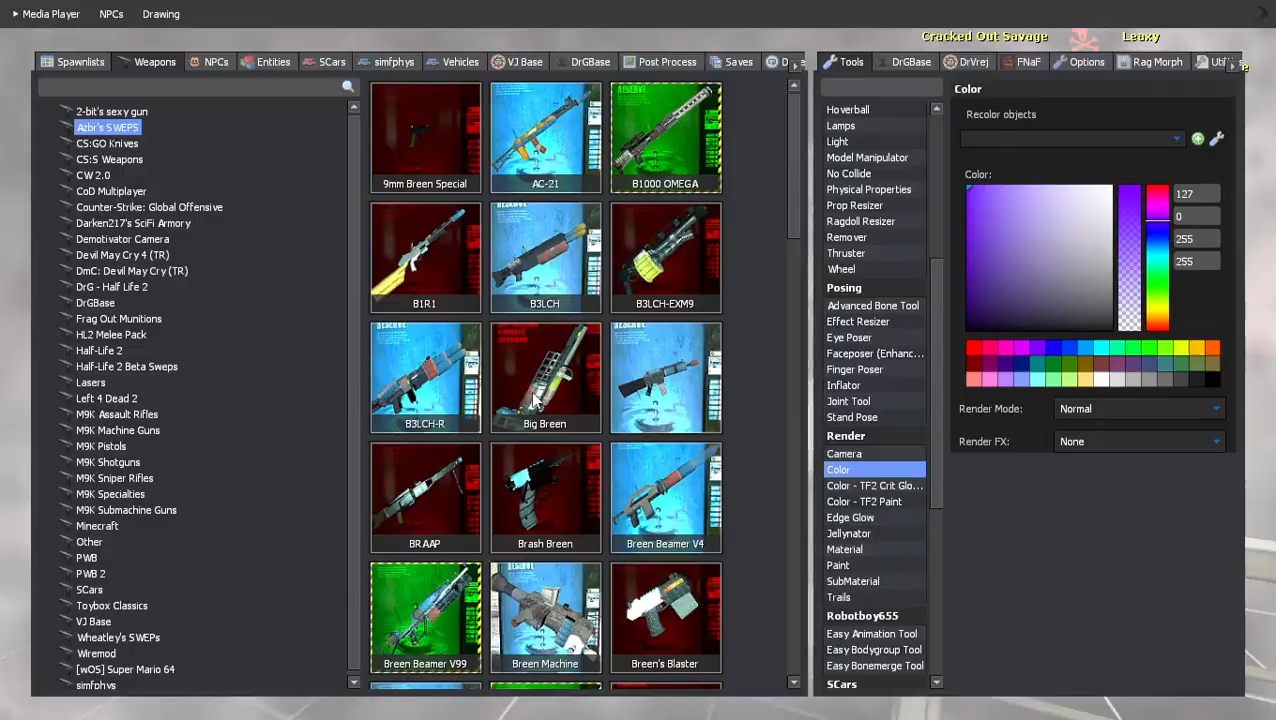 Media Player NPCs Drawing
Cracked Out Savage Leaxy
Spawnlists Weapons NPCs Entities SCars simfphys Vehicles VJ Base DrGBase Post Process Saves
Tools DrGBase DrVrej FNaF Options Rag Morph
2-bit's sexy gun
Azbr's SWEPS
CS:GO Knives
CS:S Weapons
CW 2.0
CoD Multiplayer
Counter-Strike: Global Offensive
Darken217's SciFi Armory
Demotivator Camera
Devil May Cry 4 (TR)
DmC: Devil May Cry (TR)
DrG - Half Life 2
DrGBase
Frag Out Munitions
HL2 Melee Pack
Half-Life 2
Half-Life 2 Beta Sweps
Lasers
Left 4 Dead 2
M9K Assault Rifles
M9K Machine Guns
M9K Pistols
M9K Shotguns
M9K Sniper Rifles
M9K Specialties
M9K Submachine Guns
Minecraft
Other
PWB
PWB 2
SCars
Toybox Classics
VJ Base
Wheatley's SWEPs
Wiremod
[wOS] Super Mario 64
simfphys
9mm Breen Special
AC-21
B1000 OMEGA
B1R1
B3LCH
B3LCH-EXM9
B3LCH-R
Big Breen
BRAAP
Brash Breen
Breen Beamer V4
Breen Beamer V99
Breen Machine
Breen's Blaster
Hoverball
Lamps
Light
Model Manipulator
No Collide
Physical Properties
Prop Resizer
Ragdoll Resizer
Remover
Thruster
Wheel
Posing
Advanced Bone Tool
Effect Resizer
Eye Poser
Faceposer (Enhanc...
Finger Poser
Inflator
Joint Tool
Stand Pose
Render
Camera
Color
Color - TF2 Crit Glo...
Color - TF2 Paint
Edge Glow
Jellynator
Material
Paint
SubMaterial
Trails
Robotboy655
Easy Animation Tool
Easy Bodygroup Tool
Easy Bonemerge Tool
SCars
Color
Recolor objects
Color:
127
0
255
255
Render Mode: Normal
Render FX: None